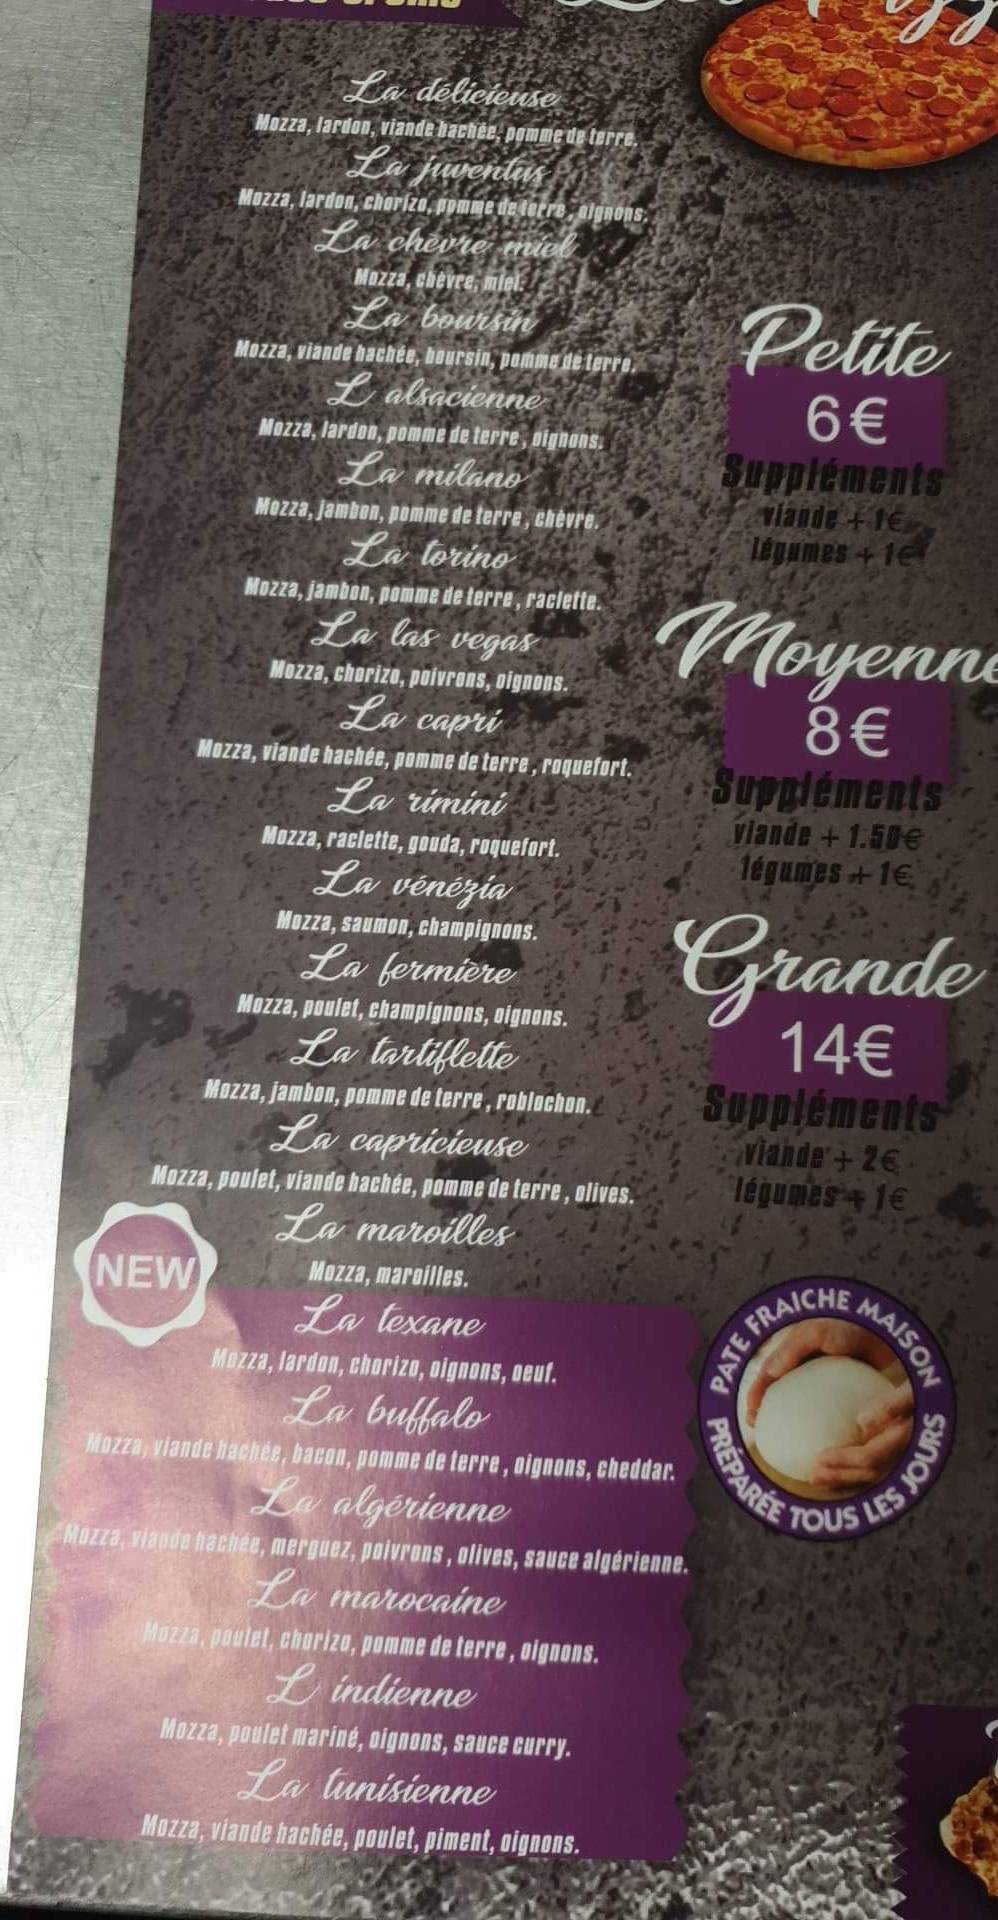 La délicieuse
Mozza, lardon, viande hachée, pomme de terre.
La juventus
Mozza, lardon, chorizo, pomme de terre, oignons.
La chèvre miel
Mozza, chèvre, miel.
La boursin
Mozza, viande hachée, boursin, pomme de terre.
L alsacienne
Mozza, lardon, pomme de terre, oignons.
La milano
Mozza, jambon, pomme de terre, chèvre.
La torino
Mozza, jambon, pomme de terre, raclette.
La las vegas
Mozza, chorizo, poivrons, oignons.
La capri
Mozza, viande hachée, pomme de terre, roquefort.
La rimini
Mozza, raclette, gouda, roquefort.
La vénézia
Mozza, saumon, champignons.
La fermière
Mozza, poulet, champignons, oignons.
La tartiflette
Mozza, jambon, pomme de terre, roblochon.
La capricieuse
Mozza, poulet, viande hachée, pomme de terre, olives.
La maroilles
Mozza, maroilles.
NEW
La texane
Mozza, lardon, chorizo, oignons, oeuf.
La buffalo
Mozza, viande hachée, bacon, pomme de terre, oignons, cheddar.
La algérienne
Mozza, viande hachée, merguez, poivrons, olives, sauce algérienne.
La marocaine
Mozza, poulet, chorizo, pomme de terre, oignons.
L indienne
Mozza, poulet mariné, oignons, sauce curry.
La tunisienne
Mozza, viande hachée, poulet, piment, oignons.
Petite
6€
Suppléments
viande + 1€
légumes + 1€
Moyenne
8€
Suppléments
viande + 1.50€
légumes + 1€
Grande
14€
Suppléments
viande + 2€
légumes + 1€
PATE FRAICHE MAISON
PRÉPARÉE TOUS LES JOURS